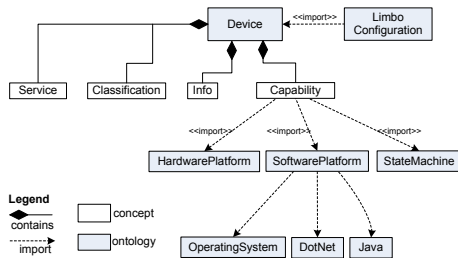 Device
<<import>>
Limbo
Configuration
Service
Classification
Info
Capability
<<import>>
<<import>>
<<import>>
HardwarePlatform
SoftwarePlatform
StateMachine
Legend
contains
import
concept
ontology
OperatingSystem
DotNet
Java